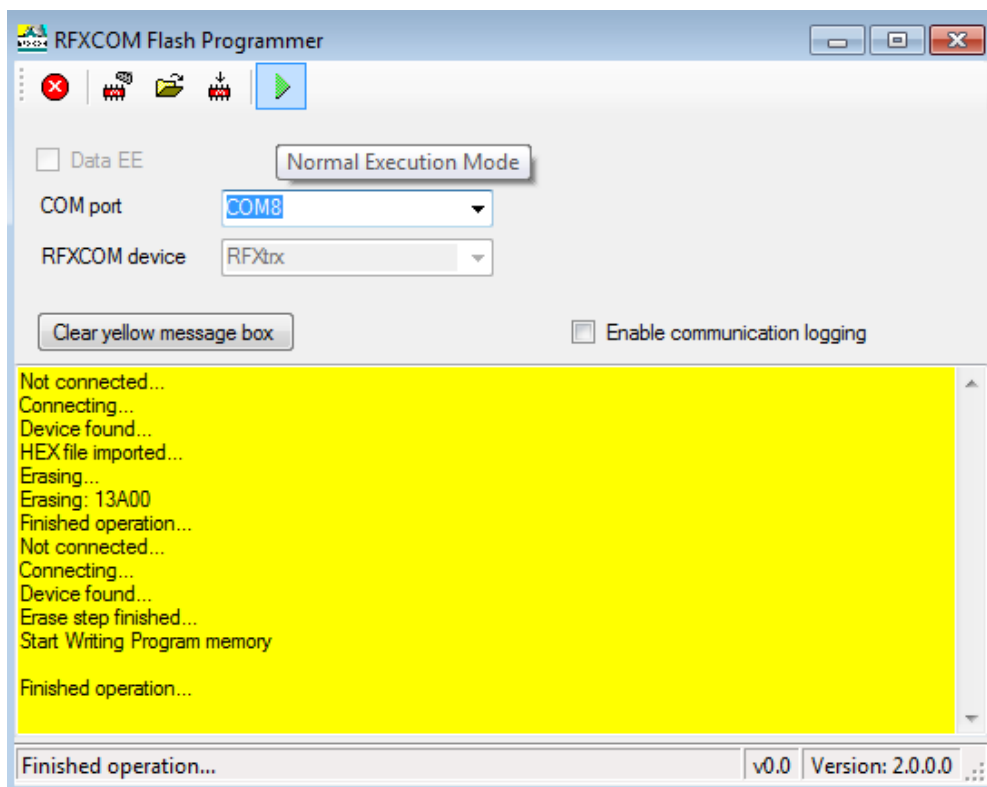 RFXCOM Flash Programmer
Data EE
Normal Execution Mode
COM port
COM8
RFXCOM device
RFXtrx
Clear yellow message box
Enable communication logging
Not connected...
Connecting...
Device found...
HEX file imported...
Erasing...
Erasing: 13A00
Finished operation...
Not connected...
Connecting...
Device found...
Erase step finished...
Start Writing Program memory
Finished operation...
Finished operation...
v0.0
Version: 2.0.0.0